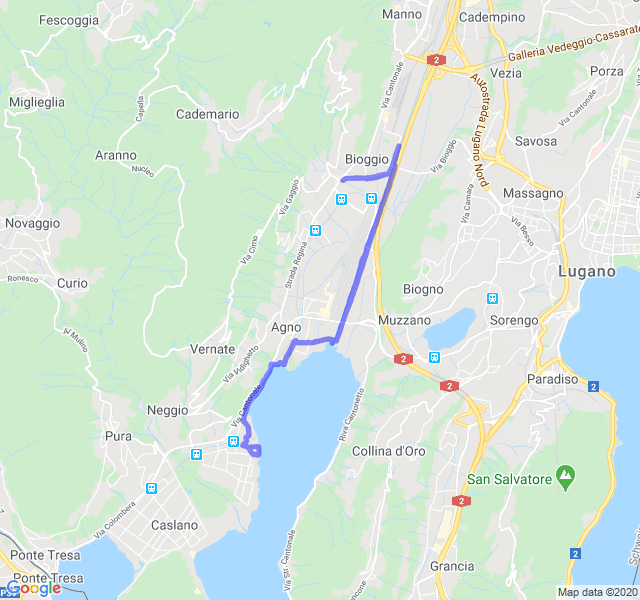 Manno
Cadempino
Fescoggia
Galleria Vedeggio-Cassarate
2
Vezia
Porza
Via Cantonale
Autostrada Lugano Nord
Via Cantonale
Miglieglia
Capella
Cademario
Savosa
Aranno
Bioggio
Via Bioggio
Nucleo
Massagno
Via Gaggio
Via Camara
Novaggio
Via Besso
Via Cimo
Strada Regina
Lugano
Ronesco
Curio
Biogno
Agno
Muzzano
Sorengo
Vernate
Via Vidighetto
2
Paradiso
2
2
Neggio
Via Cantonale
Riva Cantonetto
Pura
Collina d'Oro
San Salvatore
2
Via Colombera
Caslano
Ponte Tresa
2
Via Str Cantonale
Grancia
Ponte-Tresa
Google
Map data ©2020